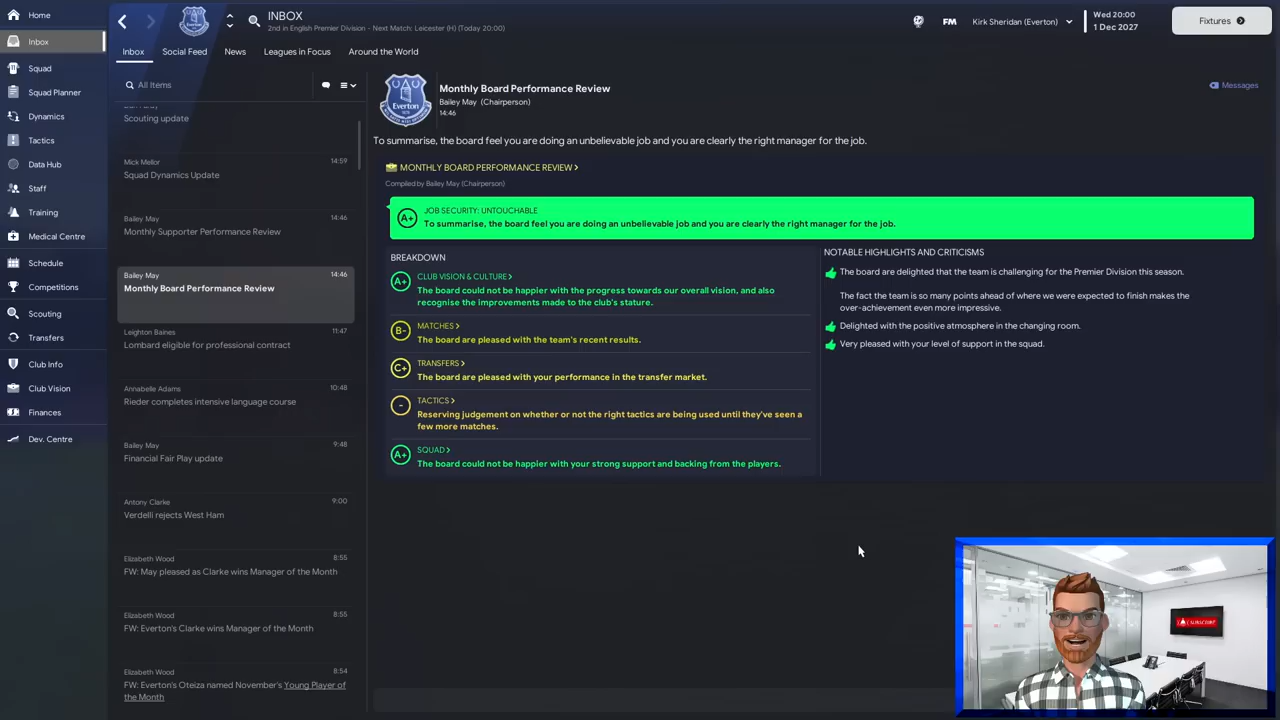 Home
Inbox
Squad
Squad Planner
Dynamics
Tactics
Data Hub
Staff
Training
Medical Centre
Schedule
Competitions
Scouting
Transfers
Club Info
Club Vision
Finances
Dev. Centre
Everton
INBOX
2nd in English Premier Division - Next Match: Leicester (H) (Today 20:00)
FM
Kirk Sheridan (Everton)
Wed 20:00
1 Dec 2027
Fixtures
Inbox
Social Feed
News
Leagues in Focus
Around the World
All Items
Scouting update
Mick Mellor
14:59
Squad Dynamics Update
Bailey May
14:46
Monthly Supporter Performance Review
Bailey May
14:46
Monthly Board Performance Review
Leighton Baines
11:47
Lombard eligible for professional contract
Annabelle Adams
10:48
Rieder completes intensive language course
Bailey May
9:48
Financial Fair Play update
Antony Clarke
9:00
Verdelli rejects West Ham
Elizabeth Wood
8:55
FW: May pleased as Clarke wins Manager of the Month
Elizabeth Wood
8:55
FW: Everton's Clarke wins Manager of the Month
Elizabeth Wood
8:54
FW: Everton's Oteiza named November's Young Player of
the Month
Everton
Monthly Board Performance Review
Bailey May (Chairperson)
14:46
Messages
To summarise, the board feel you are doing an unbelievable job and you are clearly the right manager for the job.
MONTHLY BOARD PERFORMANCE REVIEW
Compiled by Bailey May (Chairperson)
A+
JOB SECURITY: UNTOUCHABLE
To summarise, the board feel you are doing an unbelievable job and you are clearly the right manager for the job.
BREAKDOWN
A+
CLUB VISION & CULTURE
The board could not be happier with the progress towards our overall vision, and also
recognise the improvements made to the club's stature.
B-
MATCHES
The board are pleased with the team's recent results.
C+
TRANSFERS
The board are pleased with your performance in the transfer market.
-
TACTICS
Reserving judgement on whether or not the right tactics are being used until they've seen a
few more matches.
A+
SQUAD
The board could not be happier with your strong support and backing from the players.
NOTABLE HIGHLIGHTS AND CRITICISMS
The board are delighted that the team is challenging for the Premier Division this season.
The fact the team is so many points ahead of where we were expected to finish makes the
over-achievement even more impressive.
Delighted with the positive atmosphere in the changing room.
Very pleased with your level of support in the squad.
SUBSCRIBE